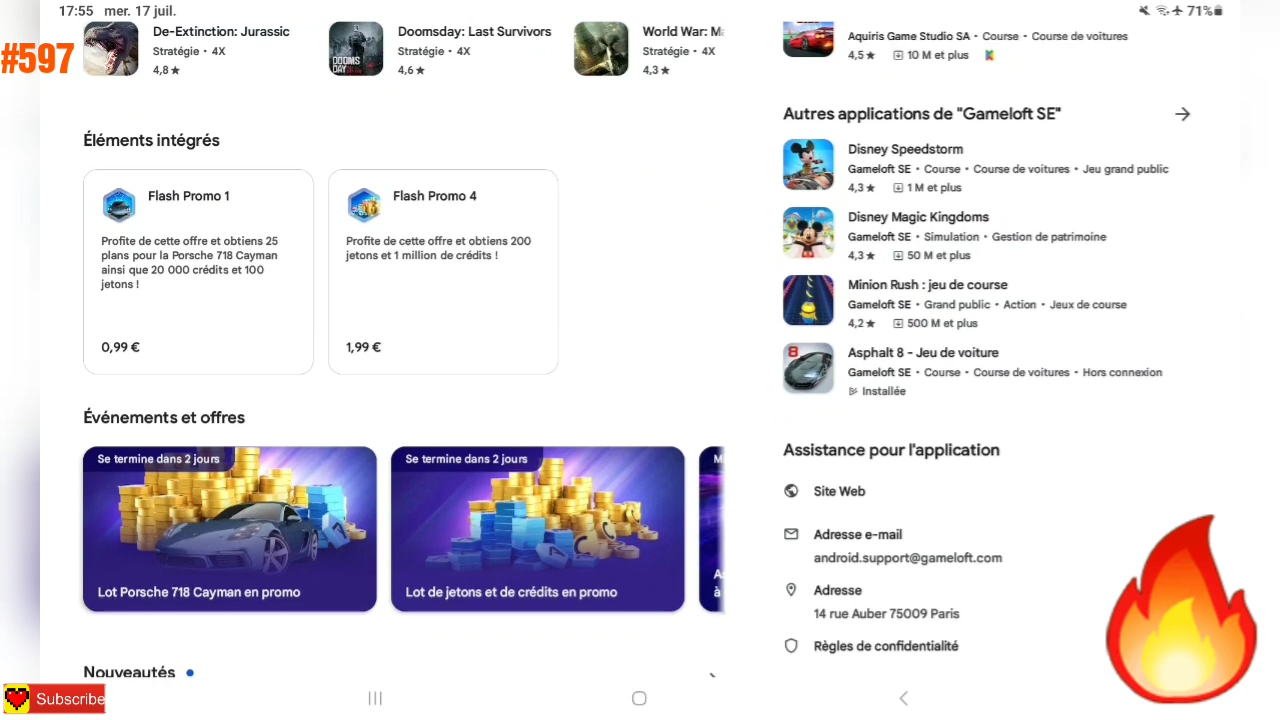 17:55 mer. 17 juil.
71%
#597
De-Extinction: Jurassic
Stratégie • 4X
4,8 ★
DOOMS
DAY
Doomsday: Last Survivors
Stratégie • 4X
4,6 ★
World War: Ma
Stratégie • 4X
4,3 ★
Éléments intégrés
Flash Promo 1
Profite de cette offre et obtiens 25
plans pour la Porsche 718 Cayman
ainsi que 20 000 crédits et 100
jetons !
0,99 €
Flash Promo 4
Profite de cette offre et obtiens 200
jetons et 1 million de crédits !
1,99 €
Événements et offres
Se termine dans 2 jours
Lot Porsche 718 Cayman en promo
Se termine dans 2 jours
Lot de jetons et de crédits en promo
M
As
à
Nouveautés
Aquiris Game Studio SA • Course • Course de voitures
4,5 ★ 10 M et plus
Autres applications de "Gameloft SE"
Disney Speedstorm
Gameloft SE • Course • Course de voitures • Jeu grand public
4,3 ★ 1 M et plus
Disney Magic Kingdoms
Gameloft SE • Simulation • Gestion de patrimoine
4,3 ★ 50 M et plus
Minion Rush : jeu de course
Gameloft SE • Grand public • Action • Jeux de course
4,2 ★ 500 M et plus
8
Asphalt 8 - Jeu de voiture
Gameloft SE • Course • Course de voitures • Hors connexion
Installée
Assistance pour l'application
Site Web
Adresse e-mail
android.support@gameloft.com
Adresse
14 rue Auber 75009 Paris
Règles de confidentialité
Subscribe